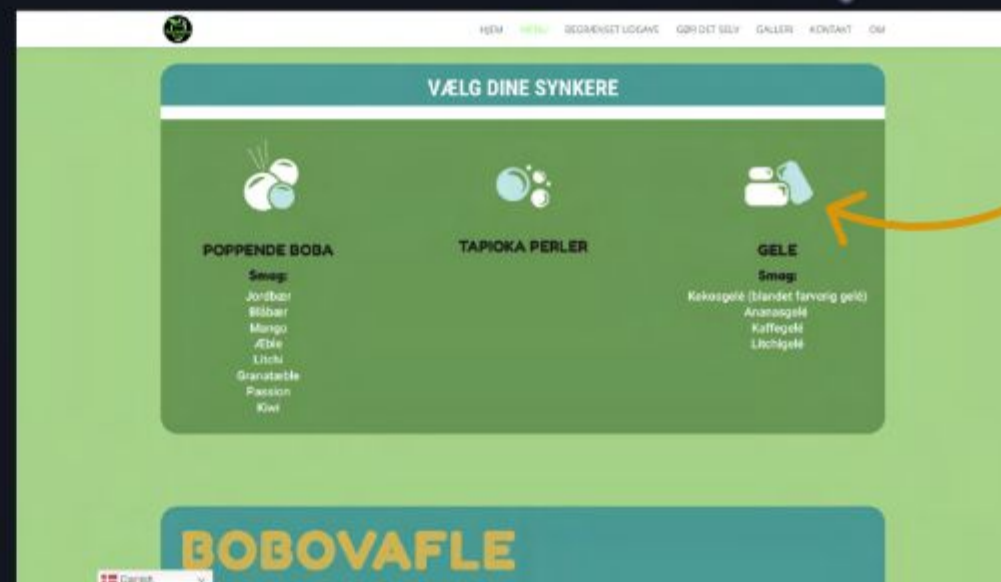 HJEM MENU BEGRÆNSET UDGAVE GØR DET SELV GALLERI KONTAKT OM
VÆLG DINE SYNKERE
POPPENDE BOBA
Smag:
Jordbær
Blåbær
Mango
Æble
Litchi
Granatæble
Passion
Kiwi
TAPIOKA PERLER
GELE
Smag:
Kokosgelé (blandet farverig gelé)
Ananasgelé
Kaffegelé
Litchigelé
BOBOVAFLE
Danish